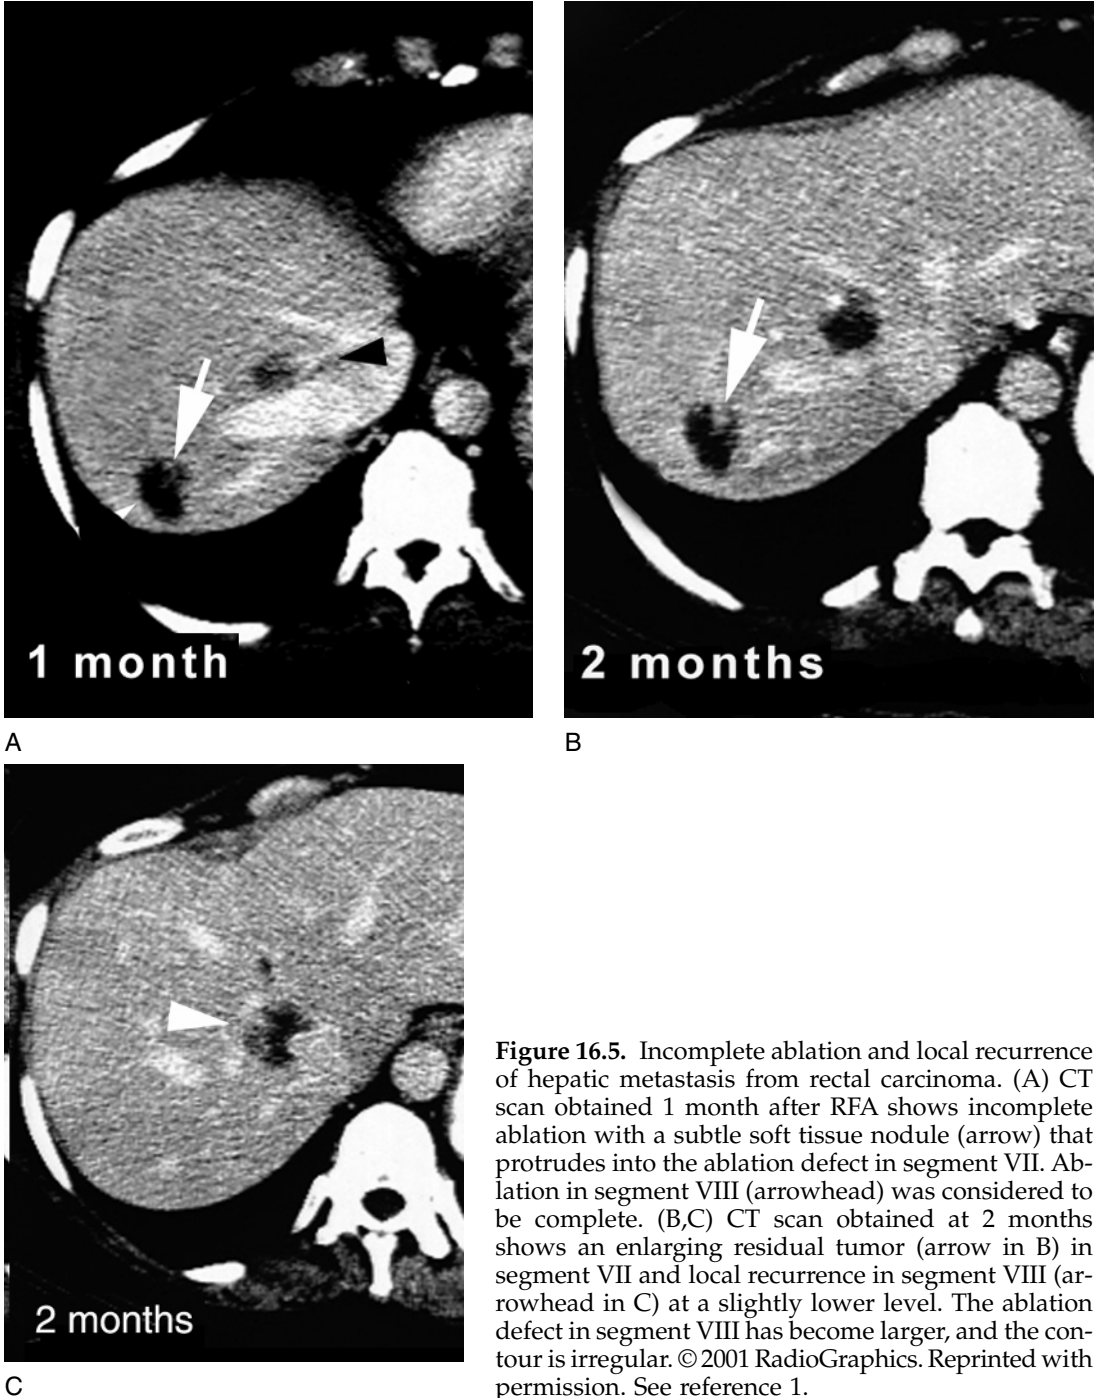 1 month
2 months
A
B
2 months
C
Figure 16.5. Incomplete ablation and local recurrence
of hepatic metastasis from rectal carcinoma. (A) CT
scan obtained 1 month after RFA shows incomplete
ablation with a subtle soft tissue nodule (arrow) that
protrudes into the ablation defect in segment VII. Ab-
lation in segment VIII (arrowhead) was considered to
be complete. (B,C) CT scan obtained at 2 months
shows an enlarging residual tumor (arrow in B) in
segment VII and local recurrence in segment VIII (ar-
rowhead in C) at a slightly lower level. The ablation
defect in segment VIII has become larger, and the con-
tour is irregular. © 2001 RadioGraphics. Reprinted with
permission. See reference 1.